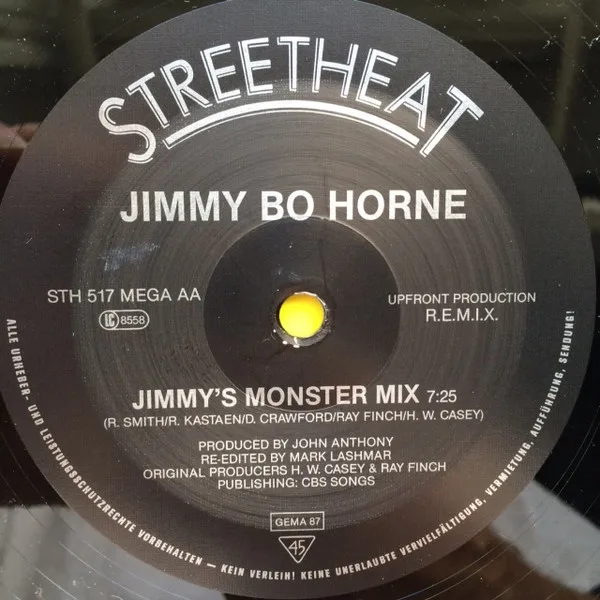 STREETHEAT
JIMMY BO HORNE
STH 517 MEGA AA
LC 8558
UPFRONT PRODUCTION
R.E.M.I.X.
JIMMY'S MONSTER MIX 7:25
(R. SMITH/R. KASTAEN/D. CRAWFORD/RAY FINCH/H. W. CASEY)
PRODUCED BY JOHN ANTHONY
RE-EDITED BY MARK LASHMAR
ORIGINAL PRODUCERS H. W. CASEY & RAY FINCH
PUBLISHING: CBS SONGS
GEMA 87
45
ALLE URHEBER- UND LEISTUNGSSCHUTZRECHTE VORBEHALTEN – KEIN VERLEIH! KEINE UNERLAUBTE VERVIELFÄLTIGUNG, VERMIETUNG, AUFFÜHRUNG, SENDUNG!